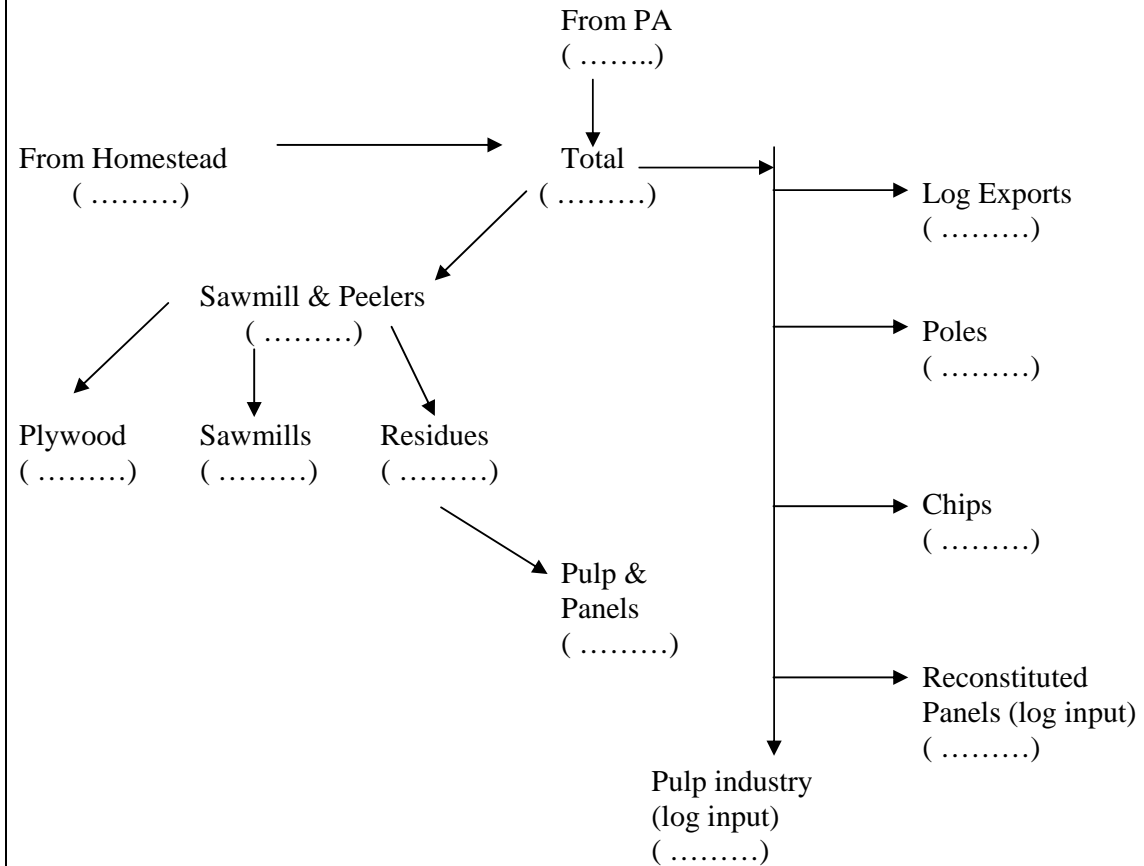 From PA
( ……..)
From Homestead
( ………)
Total
( ………)
Log Exports
( ………)
Sawmill & Peelers
( ………)
Poles
( ………)
Plywood
( ………)
Sawmills
( ………)
Residues
( ………)
Chips
( ………)
Pulp &
Panels
( ………)
Reconstituted
Panels (log input)
( ………)
Pulp industry
(log input)
( ………)